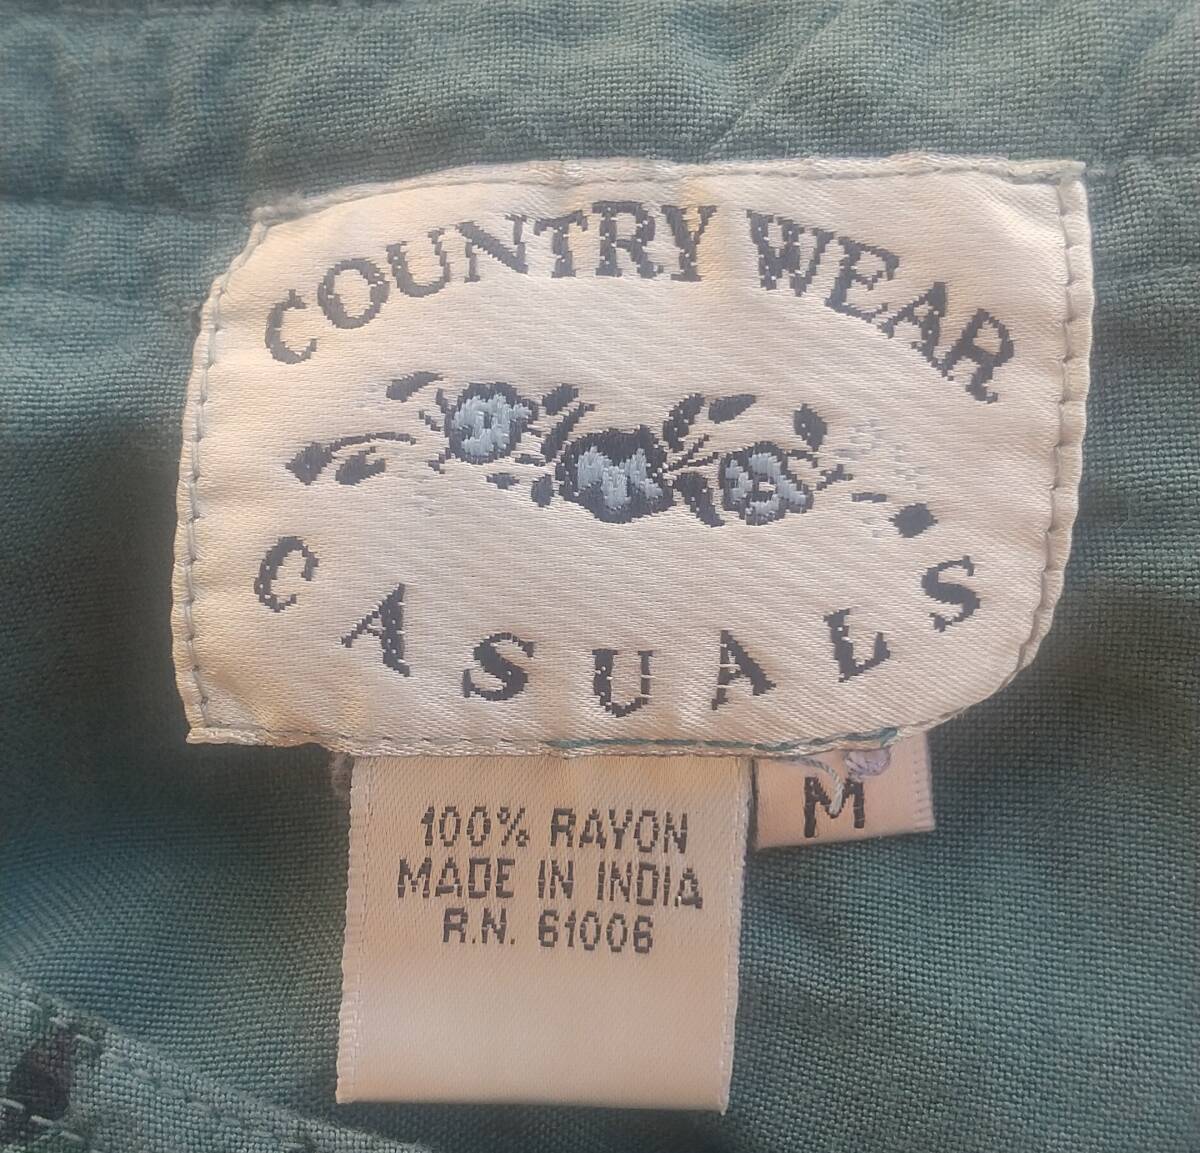 COUNTRY WEAR
CASUALS
M
100% RAYON
MADE IN INDIA
R.N. 61006